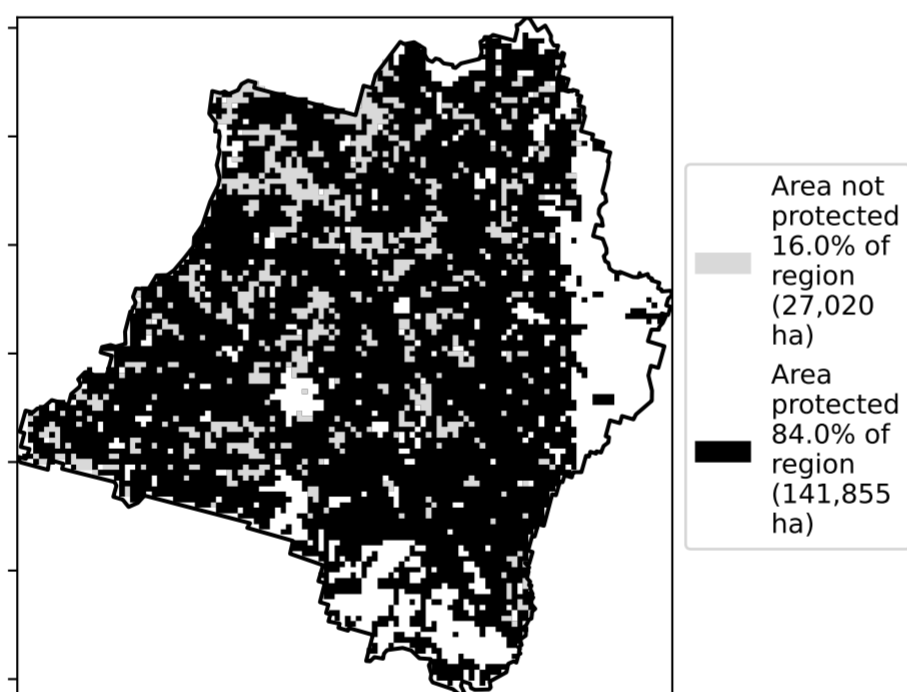 Area not
protected
16.0% of
region
(27,020
ha)
Area
protected
84.0% of
region
(141,855
ha)